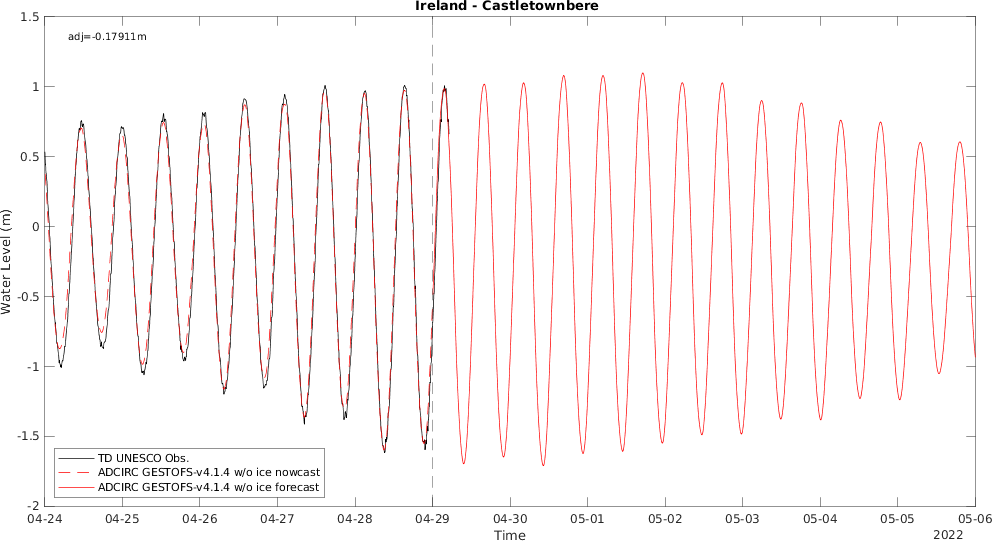 Ireland - Castletownbere
adj=-0.17911m
1.5
1
0.5
0
-0.5
-1
-1.5
-2
Water Level (m)
TD UNESCO Obs.
ADCIRC GESTOFS-v4.1.4 w/o ice nowcast
ADCIRC GESTOFS-v4.1.4 w/o ice forecast
04-24 04-25 04-26 04-27 04-28 04-29 04-30 05-01 05-02 05-03 05-04 05-05 05-06
Time
2022